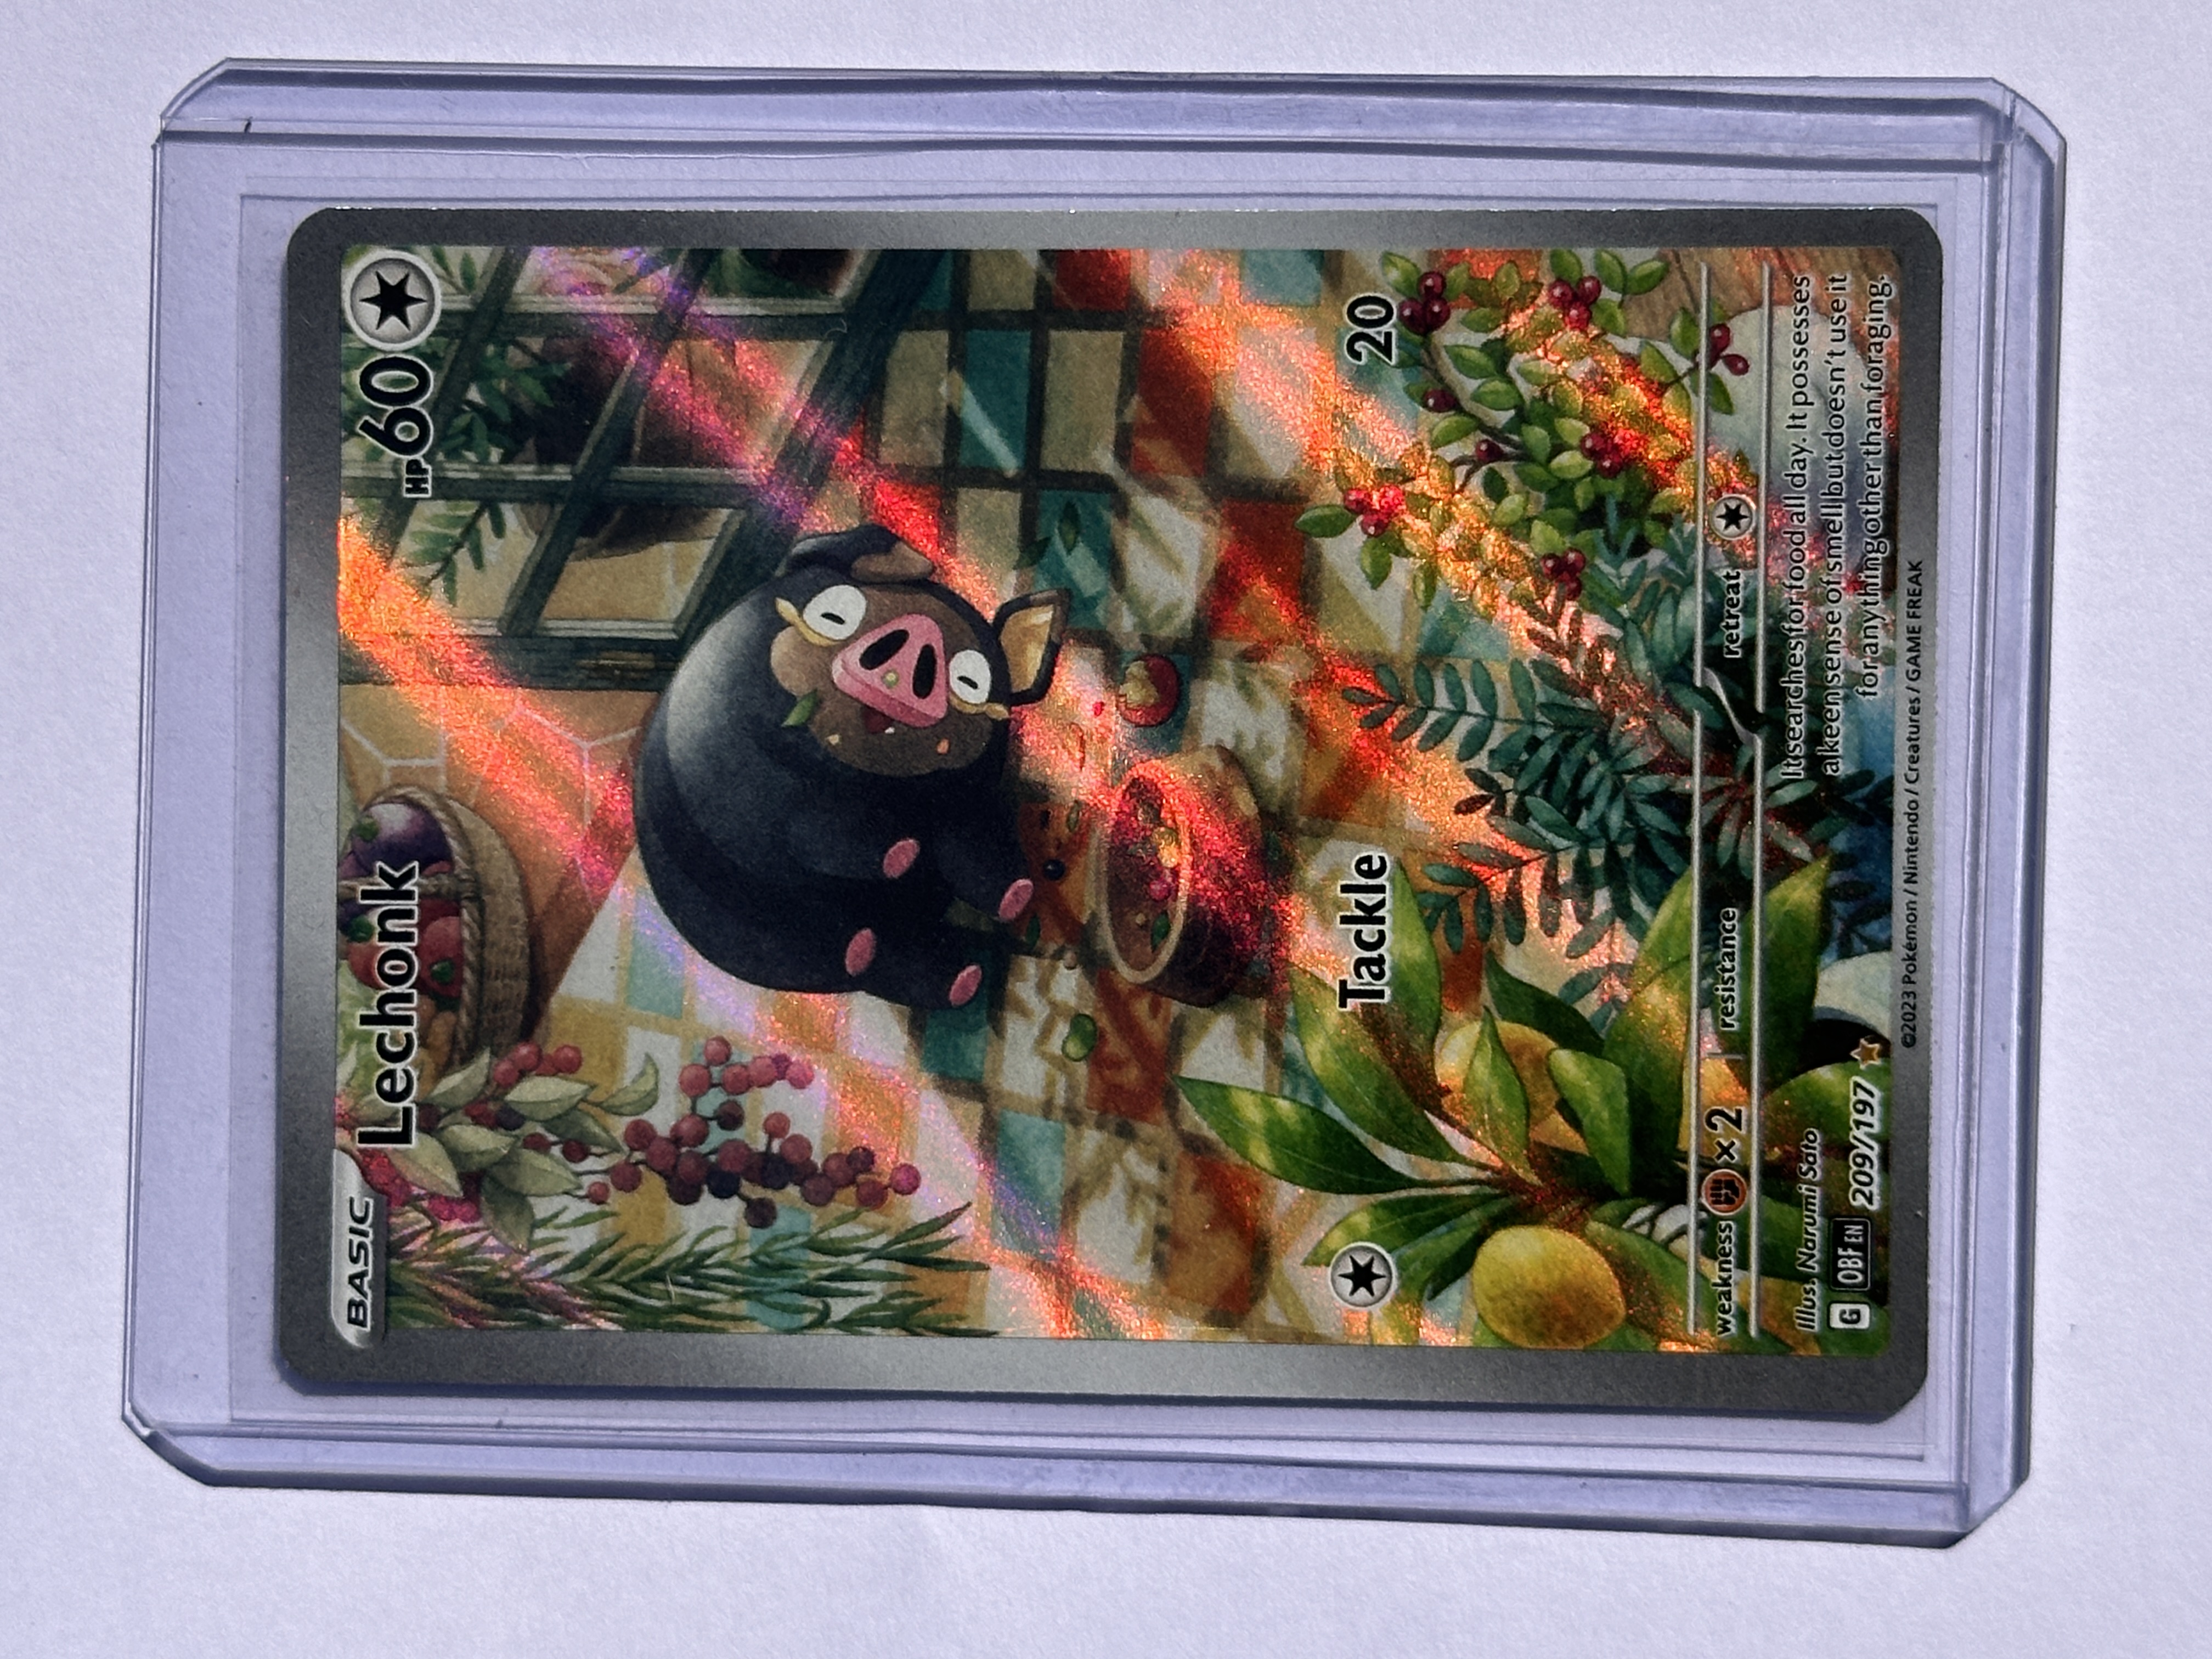 BASIC Lechonk HP 60
Tackle 20
weakness ×2 resistance retreat
Illus. Narumi Sato
It searches for food all day. It possesses
a keen sense of smell but doesn't use it
for anything other than foraging.
G OBF EN 209/197
©2023 Pokémon / Nintendo / Creatures / GAME FREAK